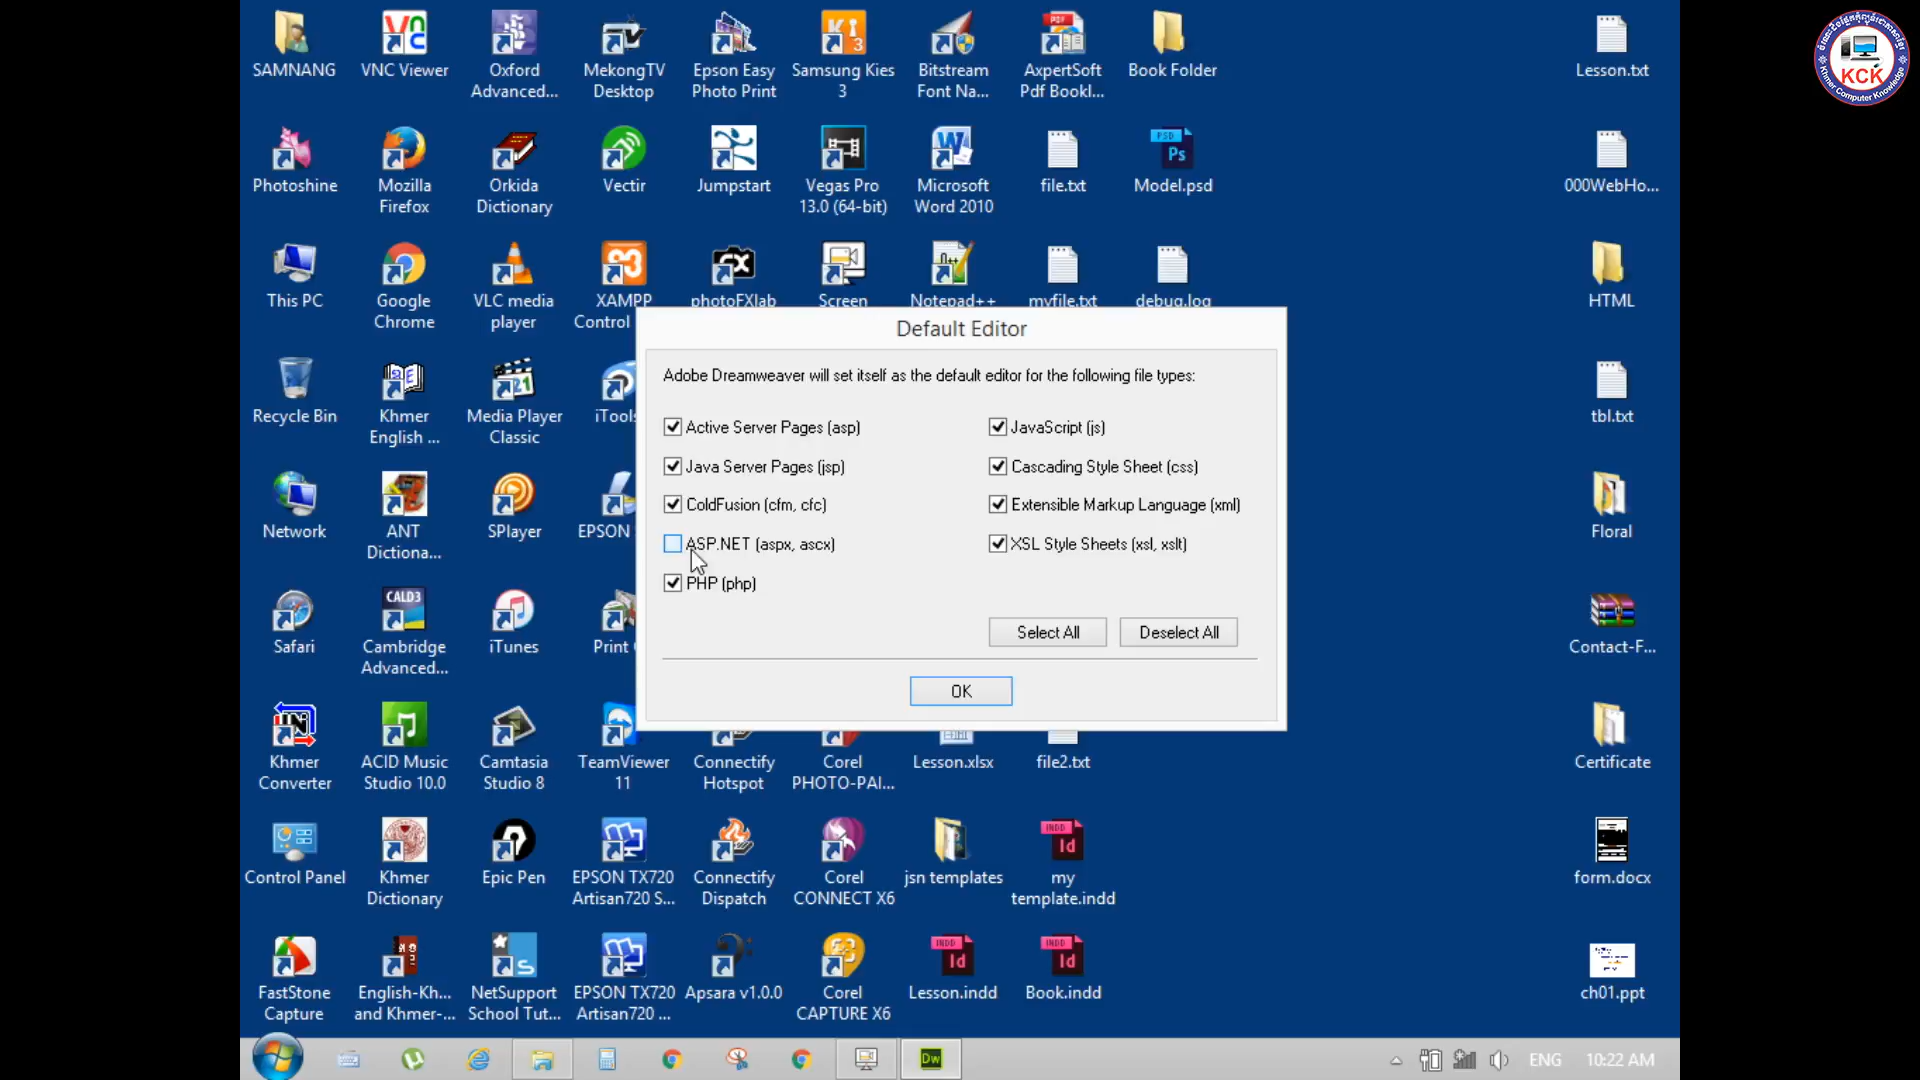 SAMNANG
VNC Viewer
Oxford
Advanced...
MekongTV
Desktop
Epson Easy
Photo Print
Samsung Kies
3
Bitstream
Font Na...
AxpertSoft
Pdf Bookl...
Book Folder
Lesson.txt
KCK
Khmer Computer Knowledge
Photoshine
Mozilla
Firefox
Orkida
Dictionary
Vectir
Jumpstart
Vegas Pro
13.0 (64-bit)
Microsoft
Word 2010
file.txt
Model.psd
000WebHo...
This PC
Google
Chrome
VLC media
player
XAMPP
Control
photoFXlab
Screen
Notepad++
myfile.txt
debug.log
HTML
Default Editor
Adobe Dreamweaver will set itself as the default editor for the following file types:
Active Server Pages (asp)
JavaScript (js)
Java Server Pages (jsp)
Cascading Style Sheet (css)
ColdFusion (cfm, cfc)
Extensible Markup Language (xml)
ASP.NET (aspx, ascx)
XSL Style Sheets (xsl, xslt)
PHP (php)
Select All
Deselect All
OK
Recycle Bin
Khmer
English ...
Media Player
Classic
iTools
tbl.txt
Network
ANT
Dictiona...
SPlayer
EPSON
Floral
Safari
CALD3
Cambridge
Advanced...
iTunes
Print
Contact-F...
Khmer
Converter
ACID Music
Studio 10.0
Camtasia
Studio 8
TeamViewer
11
Connectify
Hotspot
Corel
PHOTO-PAI...
Lesson.xlsx
file2.txt
Certificate
Control Panel
Khmer
Dictionary
Epic Pen
EPSON TX720
Artisan720 S...
Connectify
Dispatch
Corel
CONNECT X6
jsn templates
my
template.indd
form.docx
FastStone
Capture
English-Kh...
and Khmer-...
NetSupport
School Tut...
EPSON TX720
Artisan720 ...
Apsara v1.0.0
Corel
CAPTURE X6
Lesson.indd
Book.indd
ch01.ppt
Dw
ENG
10:22 AM